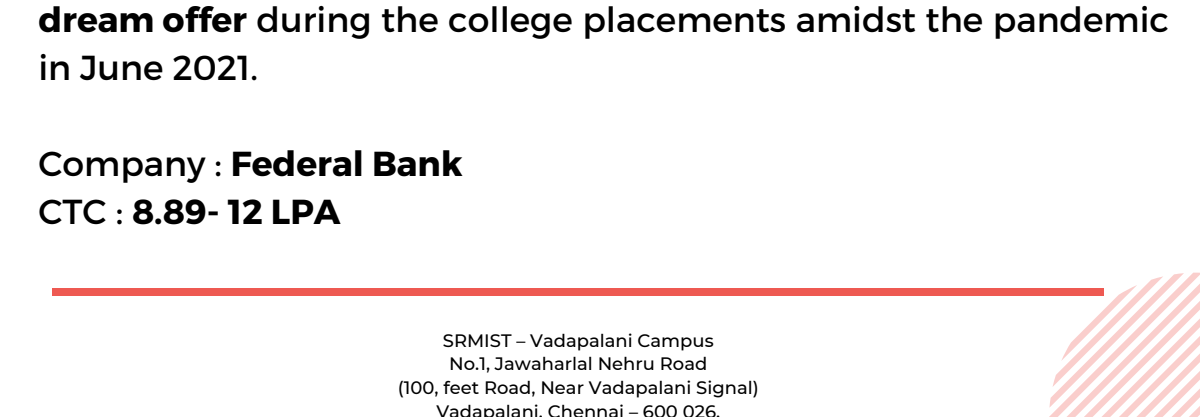 dream offer during the college placements amidst the pandemic
in June 2021.
Company : Federal Bank
CTC : 8.89- 12 LPA
SRMIST – Vadapalani Campus
No.1, Jawaharlal Nehru Road
(100, feet Road, Near Vadapalani Signal)
Vadapalani, Chennai – 600 026.